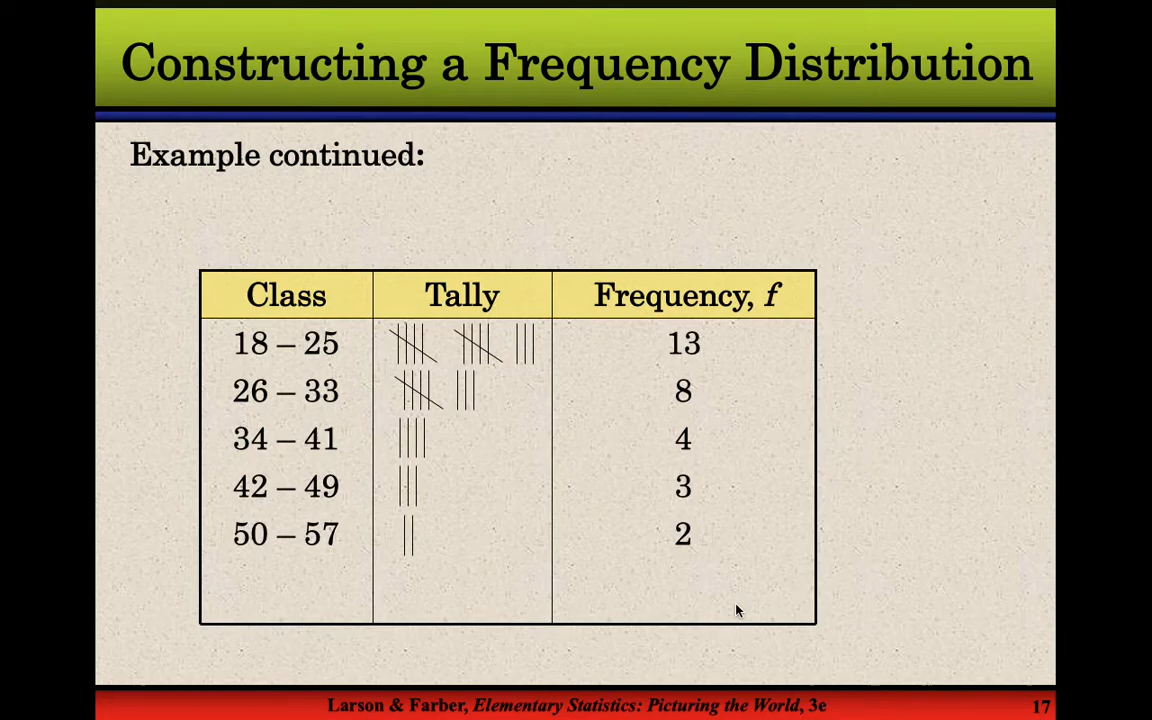 Constructing a Frequency Distribution
Example continued:
Class Tally Frequency, f
18 – 25 13
26 – 33 8
34 – 41 4
42 – 49 3
50 – 57 2
Larson & Farber, Elementary Statistics: Picturing the World, 3e 17